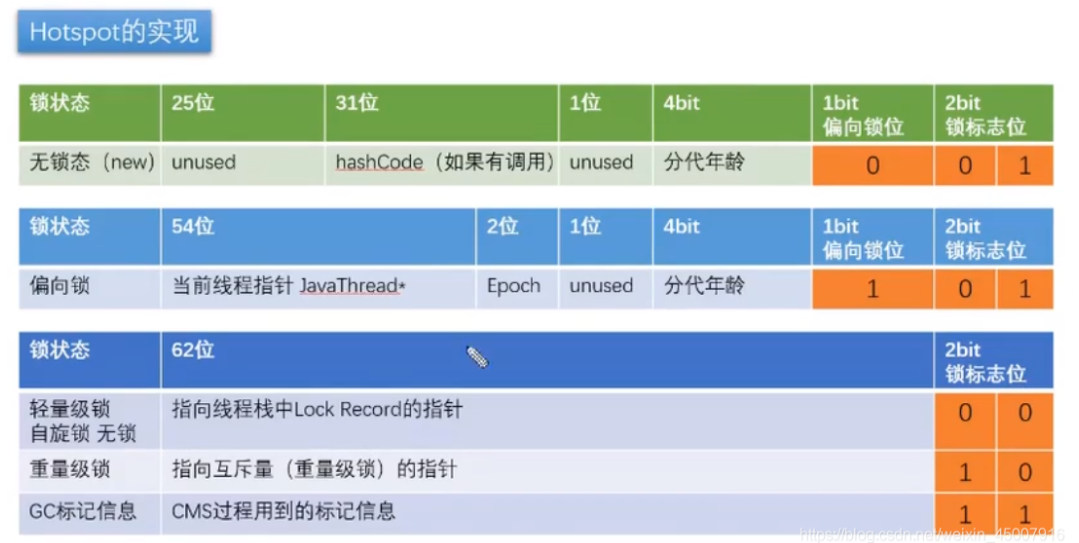 Hotspot的实现
锁状态 25位 31位 1位 4bit 1bit 2bit
偏向锁位 锁标志位
无锁态（new） unused hashCode（如果有调用） unused 分代年龄 0 0 1
锁状态 54位 2位 1位 4bit 1bit 2bit
偏向锁位 锁标志位
偏向锁 当前线程指针 JavaThread* Epoch unused 分代年龄 1 0 1
锁状态 62位 2bit
锁标志位
轻量级锁 指向线程栈中Lock Record的指针 0 0
自旋锁 无锁
重量级锁 指向互斥量（重量级锁）的指针 1 0
GC标记信息 CMS过程用到的标记信息 1 1
https://blog.csdn.net/weixin_45007916